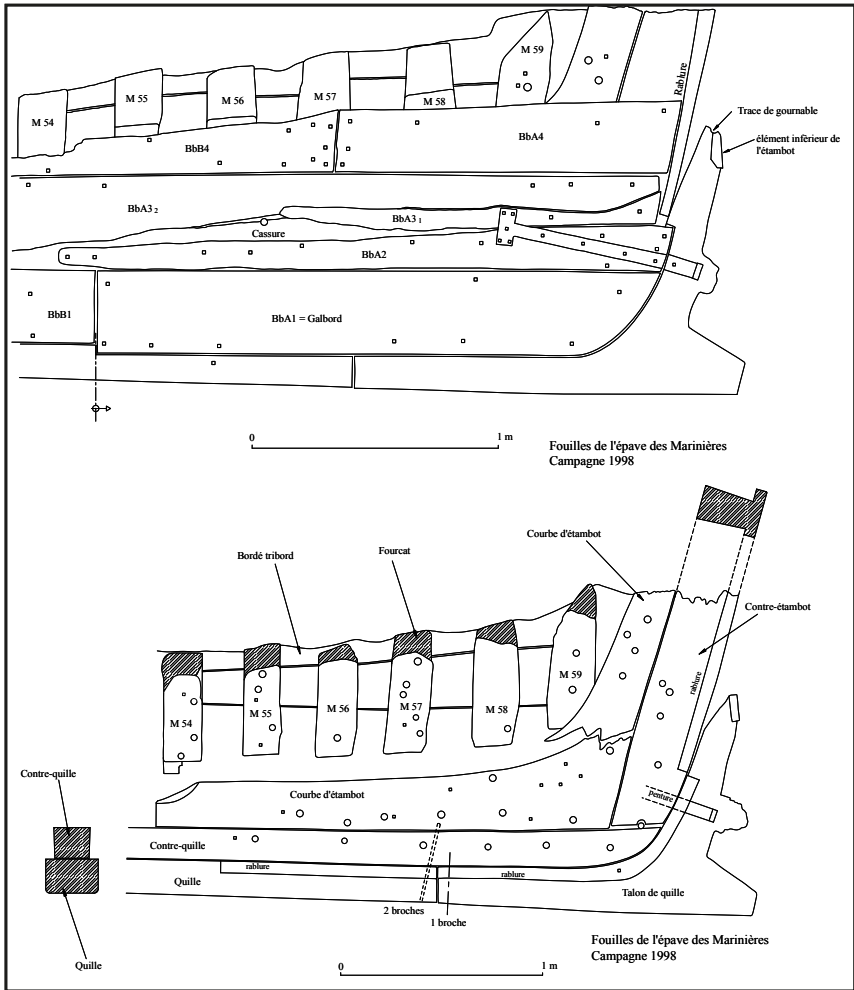 M 59
Rablure
M 55
M 56
M 57
M 54
M 58
Trace de gournable
élément inférieur de
l'étambot
BbB4
BbA4
BbA3 2
BbA3 1
Cassure
BbA2
BbB1
BbA1 = Galbord
0
1 m
Fouilles de l'épave des Marinières
Campagne 1998
Courbe d'étambot
Bordé tribord
Fourcat
Contre-étambot
M 59
rablure
M 54
M 55
M 56
M 57
M 58
Contre-quille
Courbe d'étambot
penture
Contre-quille
rablure
rablure
Quille
Talon de quille
2 broches
1 broche
Quille
Fouilles de l'épave des Marinières
Campagne 1998
0
1 m